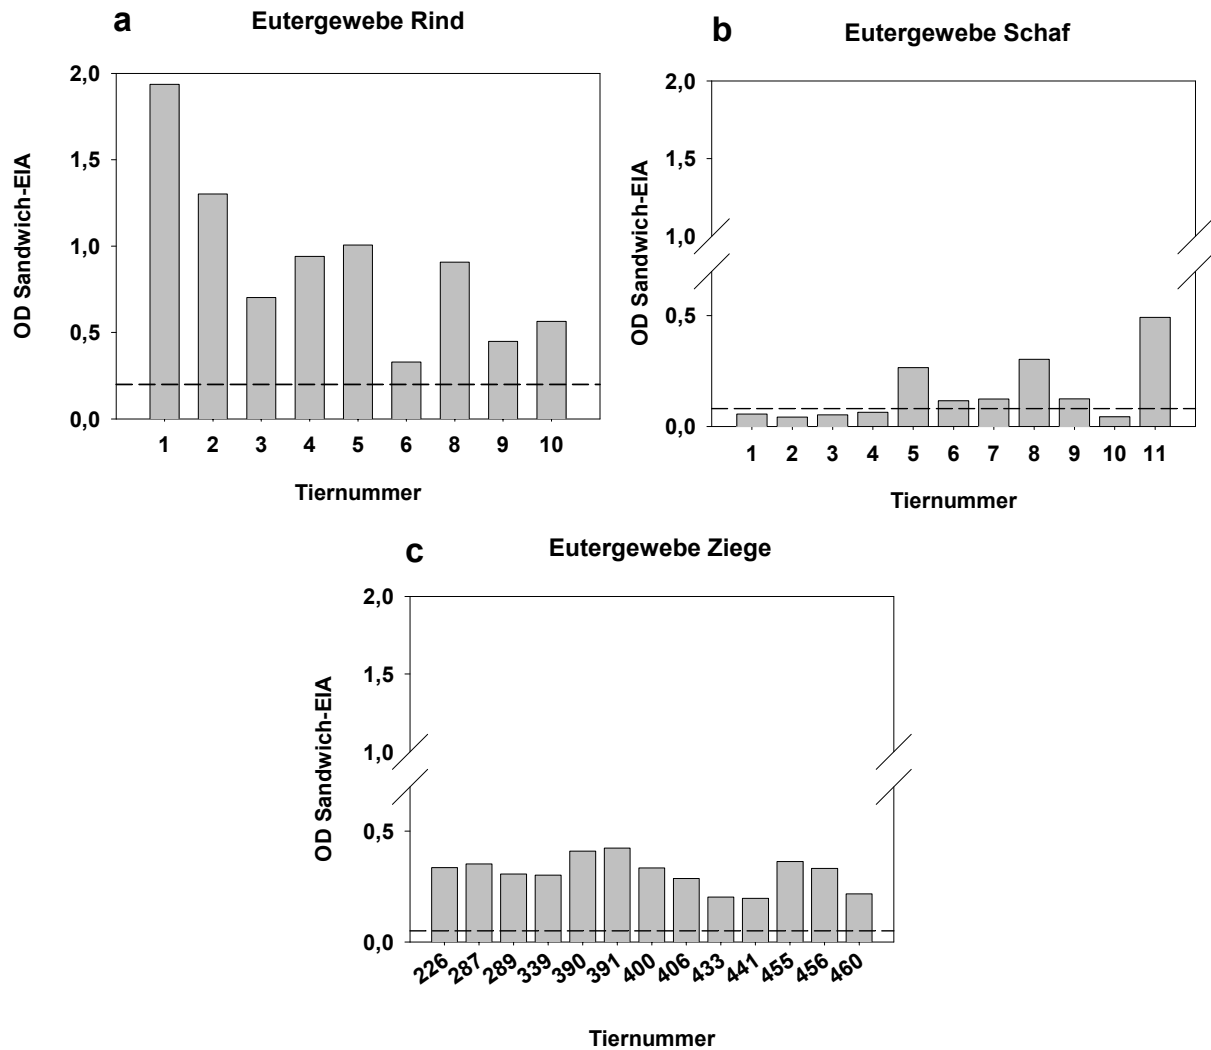 a
Eutergewebe Rind
OD Sandwich-EIA
2,0
1,5
1,0
0,5
0,0
1 2 3 4 5 6 8 9 10
Tiernummer
b
Eutergewebe Schaf
OD Sandwich-EIA
2,0
1,5
1,0
0,5
0,0
1 2 3 4 5 6 7 8 9 10 11
Tiernummer
c
Eutergewebe Ziege
OD Sandwich-EIA
2,0
1,5
1,0
0,5
0,0
226 287 289 339 390 391 400 406 433 441 455 456 460
Tiernummer